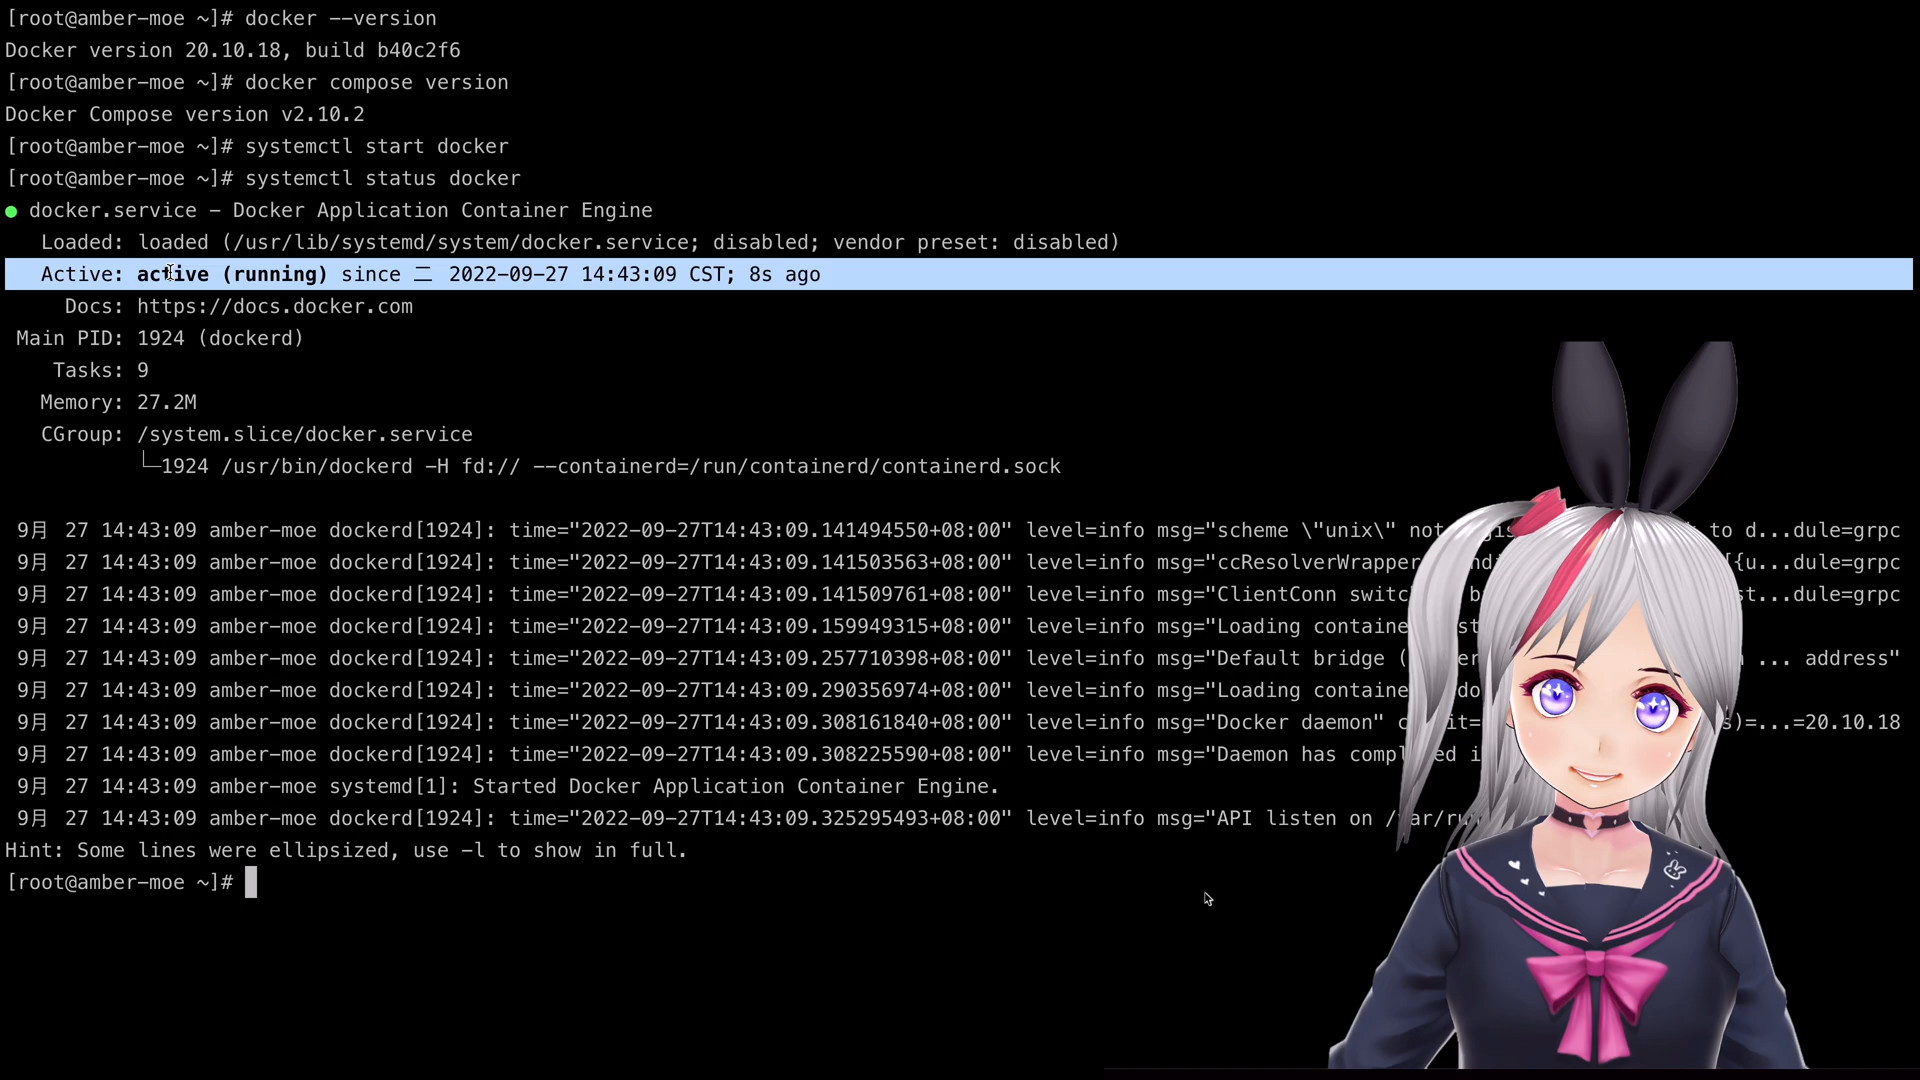 [root@amber-moe ~]# docker --version
Docker version 20.10.18, build b40c2f6
[root@amber-moe ~]# docker compose version
Docker Compose version v2.10.2
[root@amber-moe ~]# systemctl start docker
[root@amber-moe ~]# systemctl status docker
● docker.service - Docker Application Container Engine
Loaded: loaded (/usr/lib/systemd/system/docker.service; disabled; vendor preset: disabled)
Active: active (running) since 二 2022-09-27 14:43:09 CST; 8s ago
Docs: https://docs.docker.com
Main PID: 1924 (dockerd)
Tasks: 9
Memory: 27.2M
CGroup: /system.slice/docker.service
└─1924 /usr/bin/dockerd -H fd:// --containerd=/run/containerd/containerd.sock
9月 27 14:43:09 amber-moe dockerd[1924]: time="2022-09-27T14:43:09.141494550+08:00" level=info msg="scheme \"unix\" not to d...dule=grpc
9月 27 14:43:09 amber-moe dockerd[1924]: time="2022-09-27T14:43:09.141503563+08:00" level=info msg="ccResolverWrapper {u...dule=grpc
9月 27 14:43:09 amber-moe dockerd[1924]: time="2022-09-27T14:43:09.141509761+08:00" level=info msg="ClientConn st...dule=grpc
9月 27 14:43:09 amber-moe dockerd[1924]: time="2022-09-27T14:43:09.159949315+08:00" level=info msg="Loading
9月 27 14:43:09 amber-moe dockerd[1924]: time="2022-09-27T14:43:09.257710398+08:00" level=info msg="Default bridge ... address"
9月 27 14:43:09 amber-moe dockerd[1924]: time="2022-09-27T14:43:09.290356974+08:00" level=info msg="Loading
9月 27 14:43:09 amber-moe dockerd[1924]: time="2022-09-27T14:43:09.308161840+08:00" level=info msg="Docker daemon" s)=...=20.10.18
9月 27 14:43:09 amber-moe dockerd[1924]: time="2022-09-27T14:43:09.308225590+08:00" level=info msg="Daemon has
9月 27 14:43:09 amber-moe systemd[1]: Started Docker Application Container Engine.
9月 27 14:43:09 amber-moe dockerd[1924]: time="2022-09-27T14:43:09.325295493+08:00" level=info msg="API listen on
Hint: Some lines were ellipsized, use -l to show in full.
[root@amber-moe ~]#